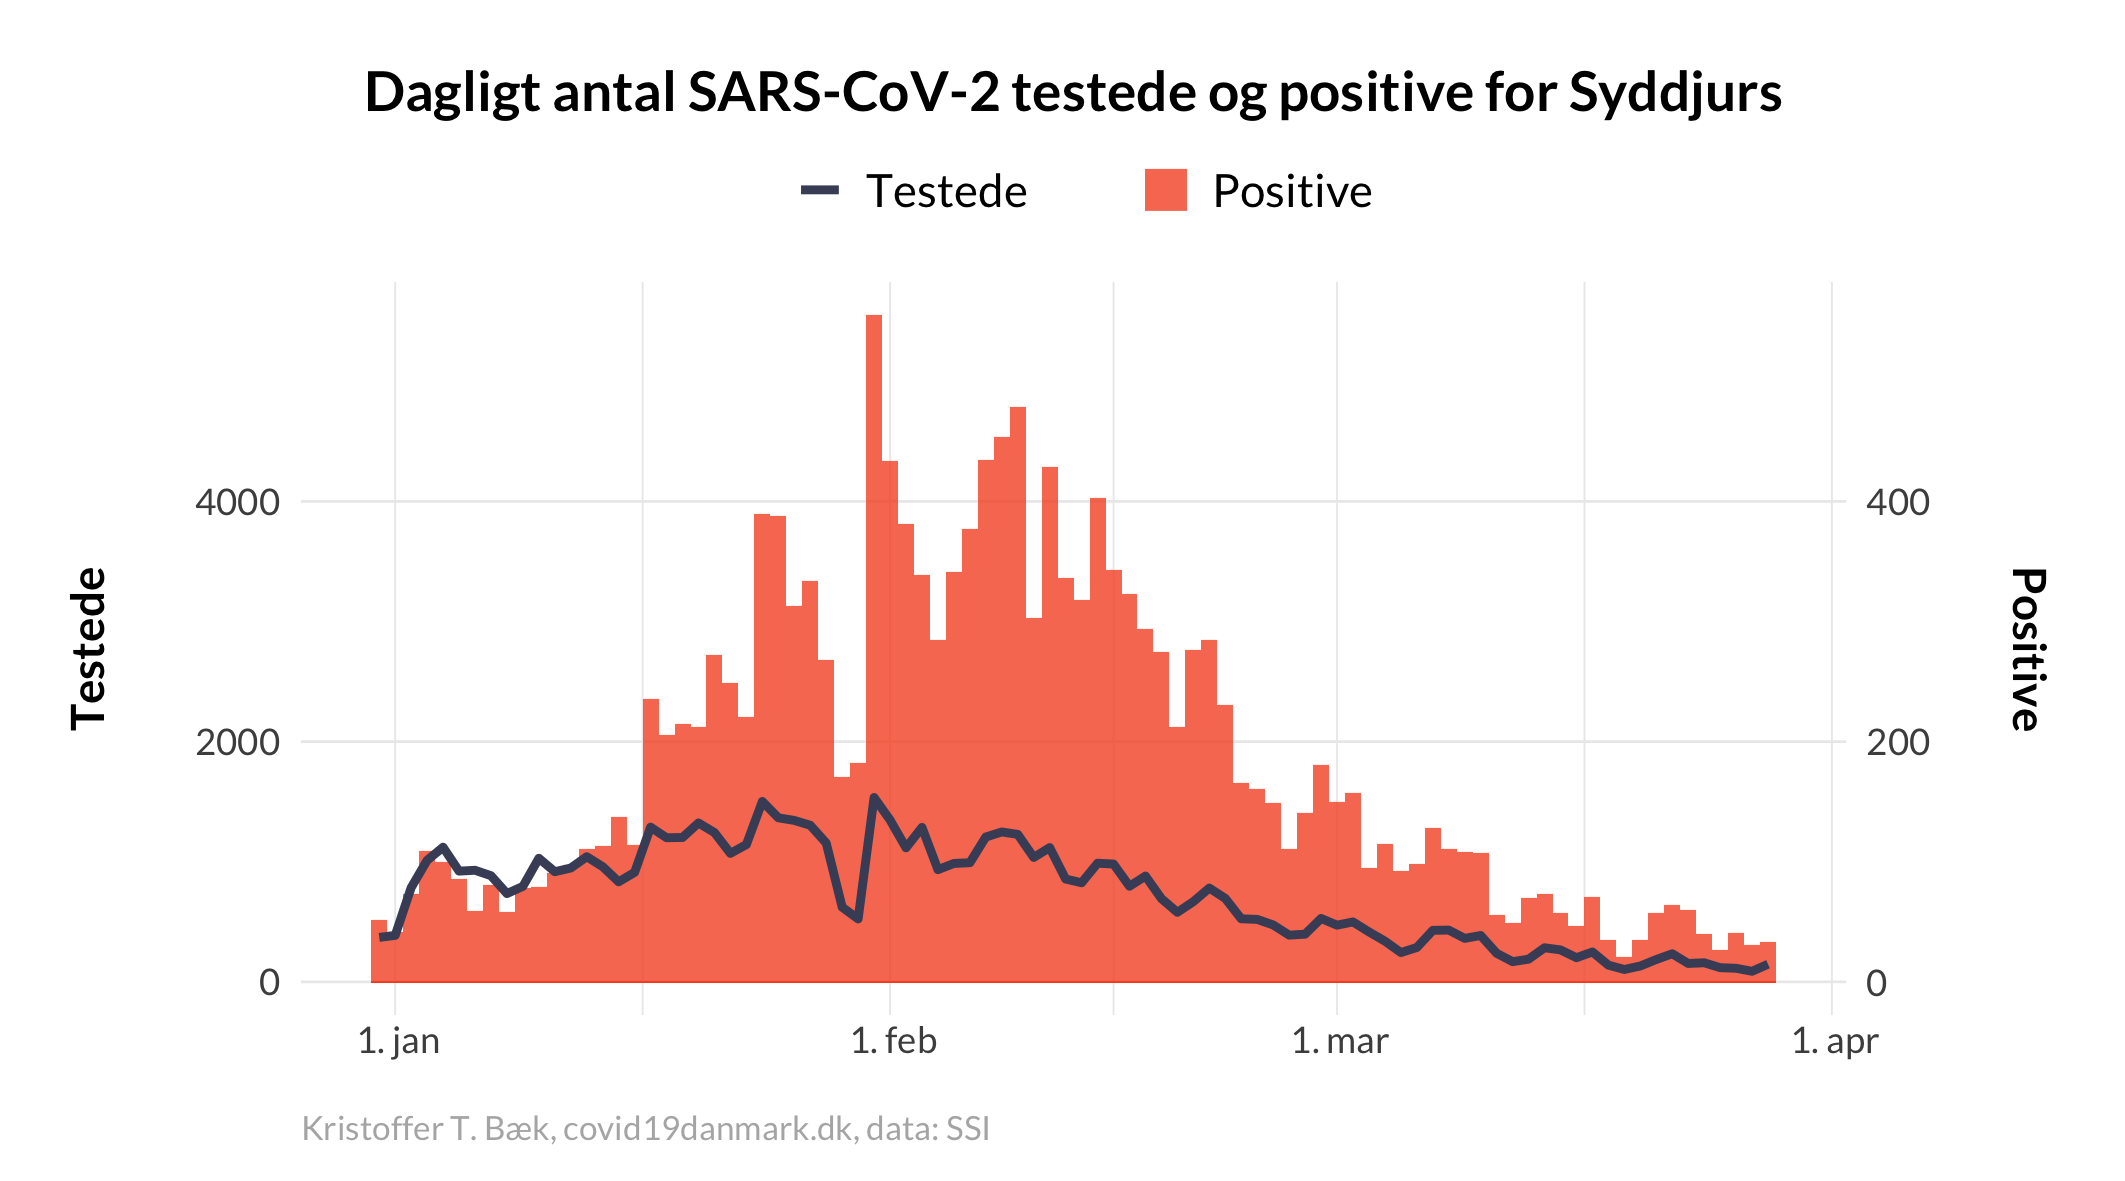 Dagligt antal SARS-CoV-2 testede og positive for Syddjurs
Testede
Positive
4000
2000
0
Testede
400
200
0
Positive
1. jan
1. feb
1. mar
1. apr
Kristoffer T. Bæk, covid19danmark.dk, data: SSI